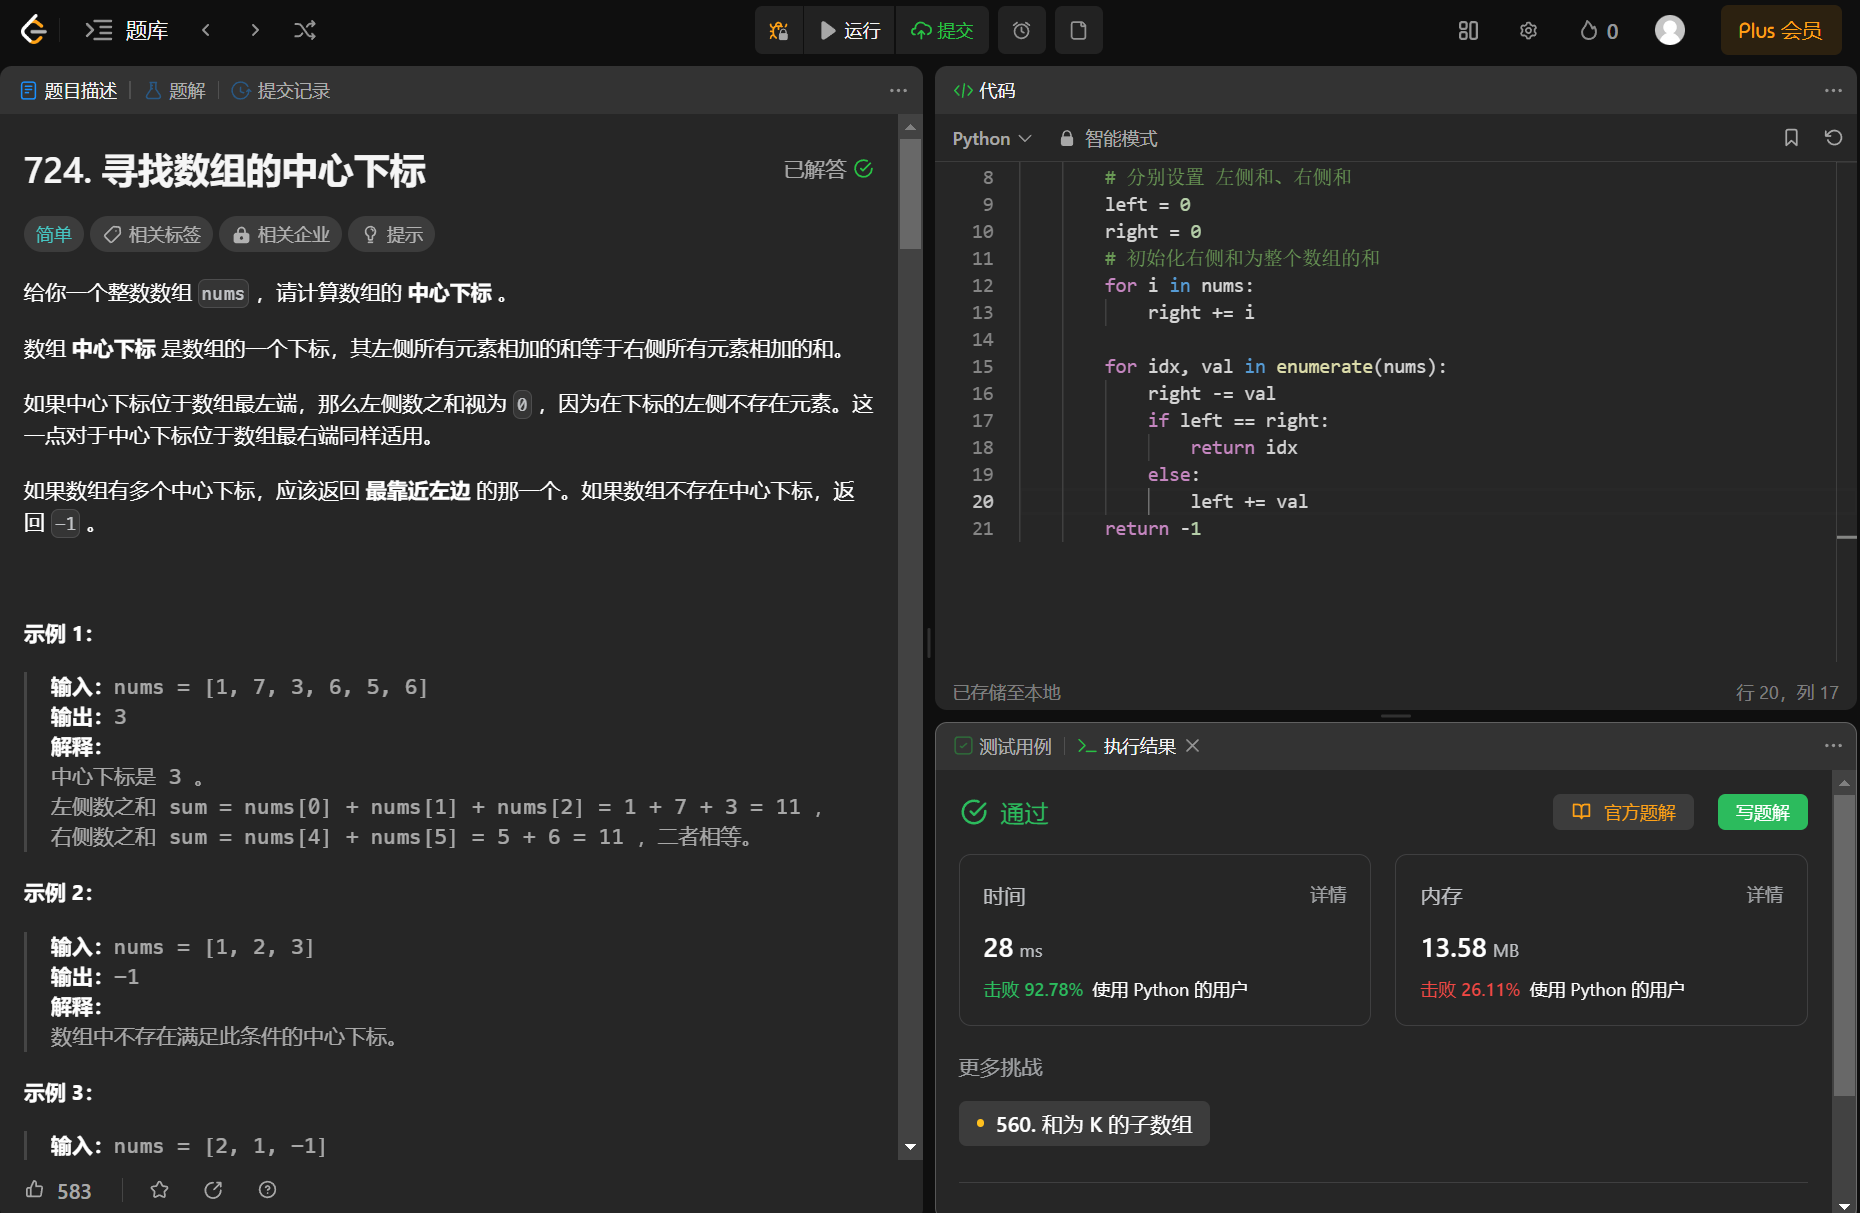 题库
运行
提交
0
Plus 会员
题目描述
题解
提交记录
724. 寻找数组的中心下标
已解答
简单
相关标签
相关企业
提示
给你一个整数数组 nums ，请计算数组的 中心下标 。
数组 中心下标 是数组的一个下标，其左侧所有元素相加的和等于右侧所有元素相加的和。
如果中心下标位于数组最左端，那么左侧数之和视为 0 ，因为在下标的左侧不存在元素。这
一点对于中心下标位于数组最右端同样适用。
如果数组有多个中心下标，应该返回 最靠近左边 的那一个。如果数组不存在中心下标，返
回 -1 。
示例 1：
输入：nums = [1, 7, 3, 6, 5, 6]
输出：3
解释：
中心下标是 3 。
左侧数之和 sum = nums[0] + nums[1] + nums[2] = 1 + 7 + 3 = 11 ，
右侧数之和 sum = nums[4] + nums[5] = 5 + 6 = 11 ，二者相等。
示例 2：
输入：nums = [1, 2, 3]
输出：-1
解释：
数组中不存在满足此条件的中心下标。
示例 3：
输入：nums = [2, 1, -1]
583
代码
Python
智能模式
8 # 分别设置 左侧和、右侧和
9 left = 0
10 right = 0
11 # 初始化右侧和为整个数组的和
12 for i in nums:
13 right += i
14
15 for idx, val in enumerate(nums):
16 right -= val
17 if left == right:
18 return idx
19 else:
20 left += val
21 return -1
已存储至本地
行 20，列 17
测试用例
执行结果
通过
官方题解
写题解
时间
详情
28 ms
击败 92.78% 使用 Python 的用户
内存
详情
13.58 MB
击败 26.11% 使用 Python 的用户
更多挑战
560. 和为 K 的子数组